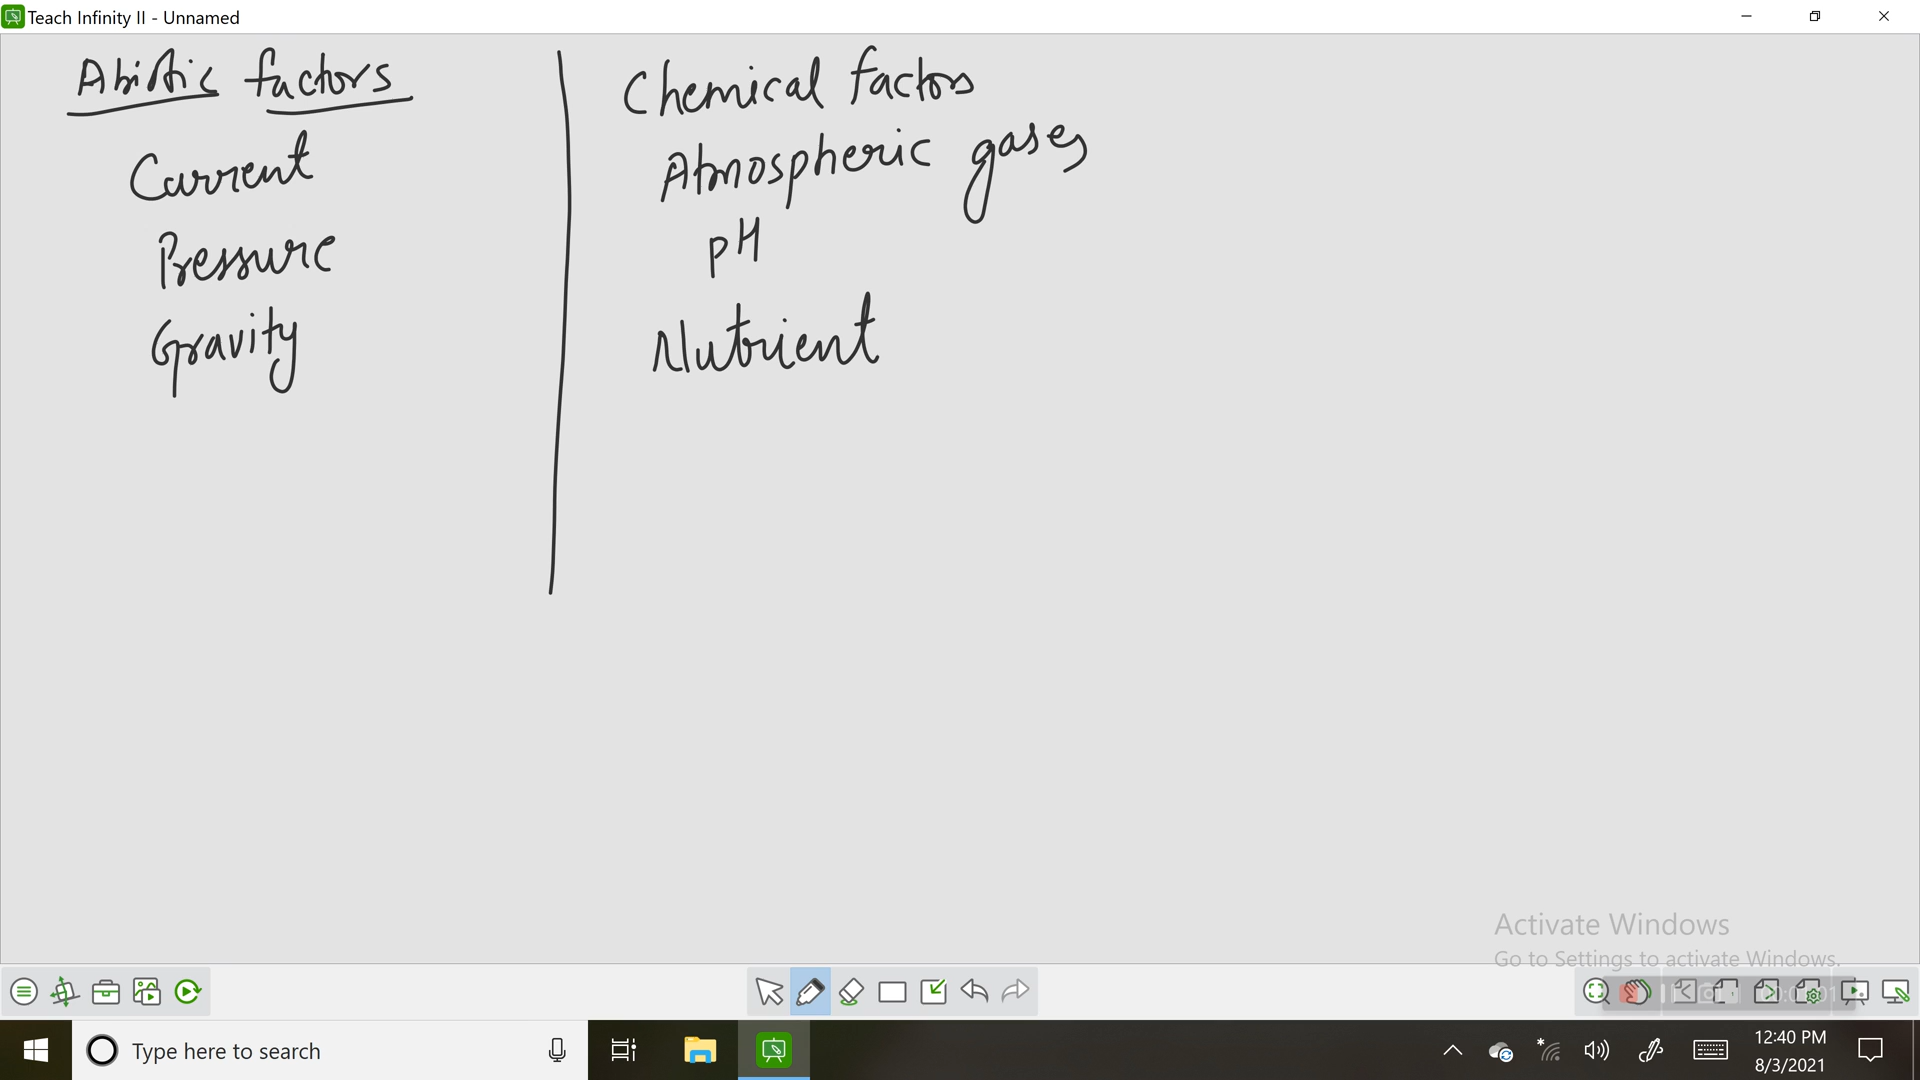 Teach Infinity II - Unnamed
Abiotic factors
Current
Pressure
Gravity
Chemical factors
Atmospheric gases
pH
Nutrient
Activate Windows
Go to Settings to activate Windows.
Type here to search
12:40 PM
8/3/2021